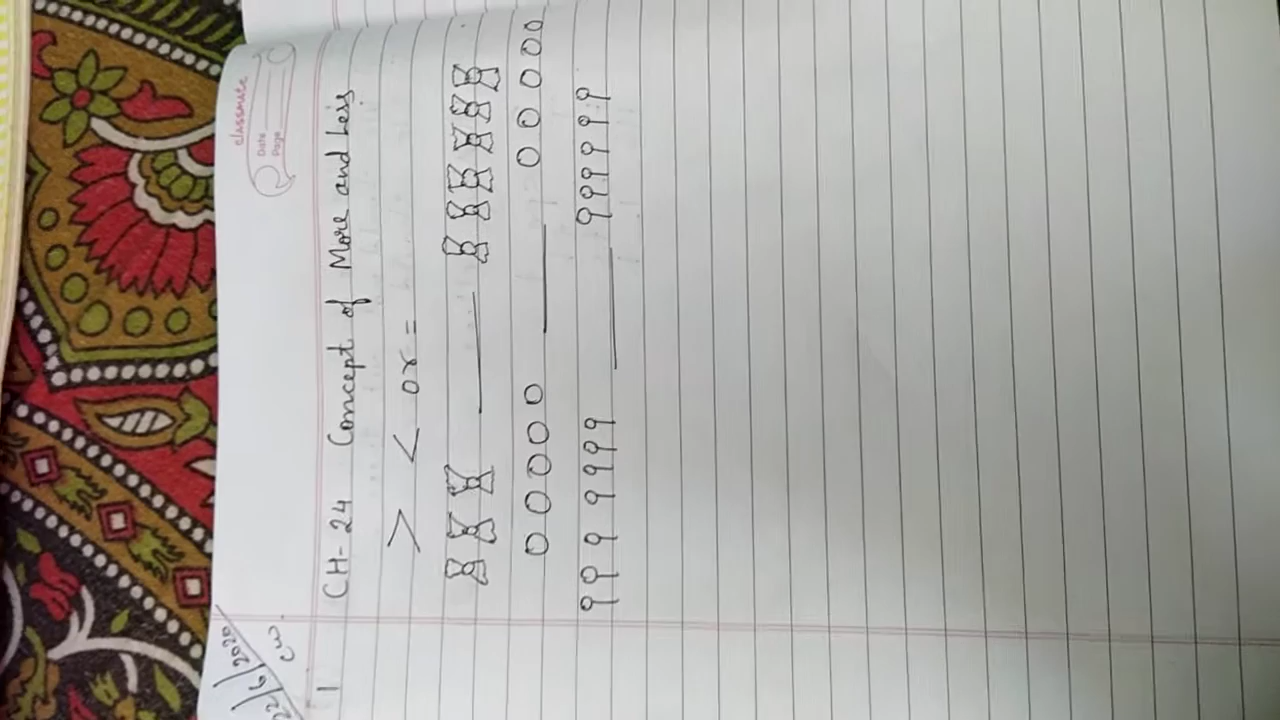 classmate
Date
Page
22/6/2020
CW.
1 CH-24 Concept of More and Less
> < or =